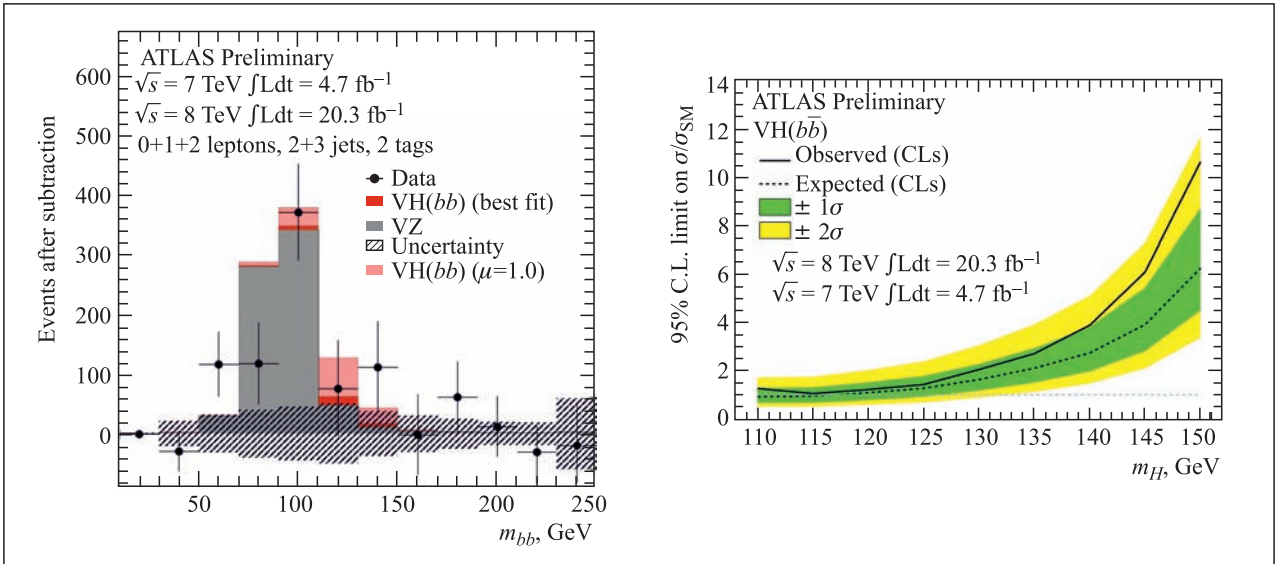 ATLAS Preliminary
√s = 7 TeV ∫Ldt = 4.7 fb⁻¹
√s = 8 TeV ∫Ldt = 20.3 fb⁻¹
0+1+2 leptons, 2+3 jets, 2 tags
Data
VH(bb) (best fit)
VZ
Uncertainty
VH(bb) (μ=1.0)
Events after subtraction
600
500
400
300
200
100
0
50 100 150 200 250
m_bb, GeV
ATLAS Preliminary
VH(bb̅)
Observed (CLs)
Expected (CLs)
± 1σ
± 2σ
√s = 8 TeV ∫Ldt = 20.3 fb⁻¹
√s = 7 TeV ∫Ldt = 4.7 fb⁻¹
95% C.L. limit on σ/σ_SM
14
12
10
8
6
4
2
0
110 115 120 125 130 135 140 145 150
m_H, GeV